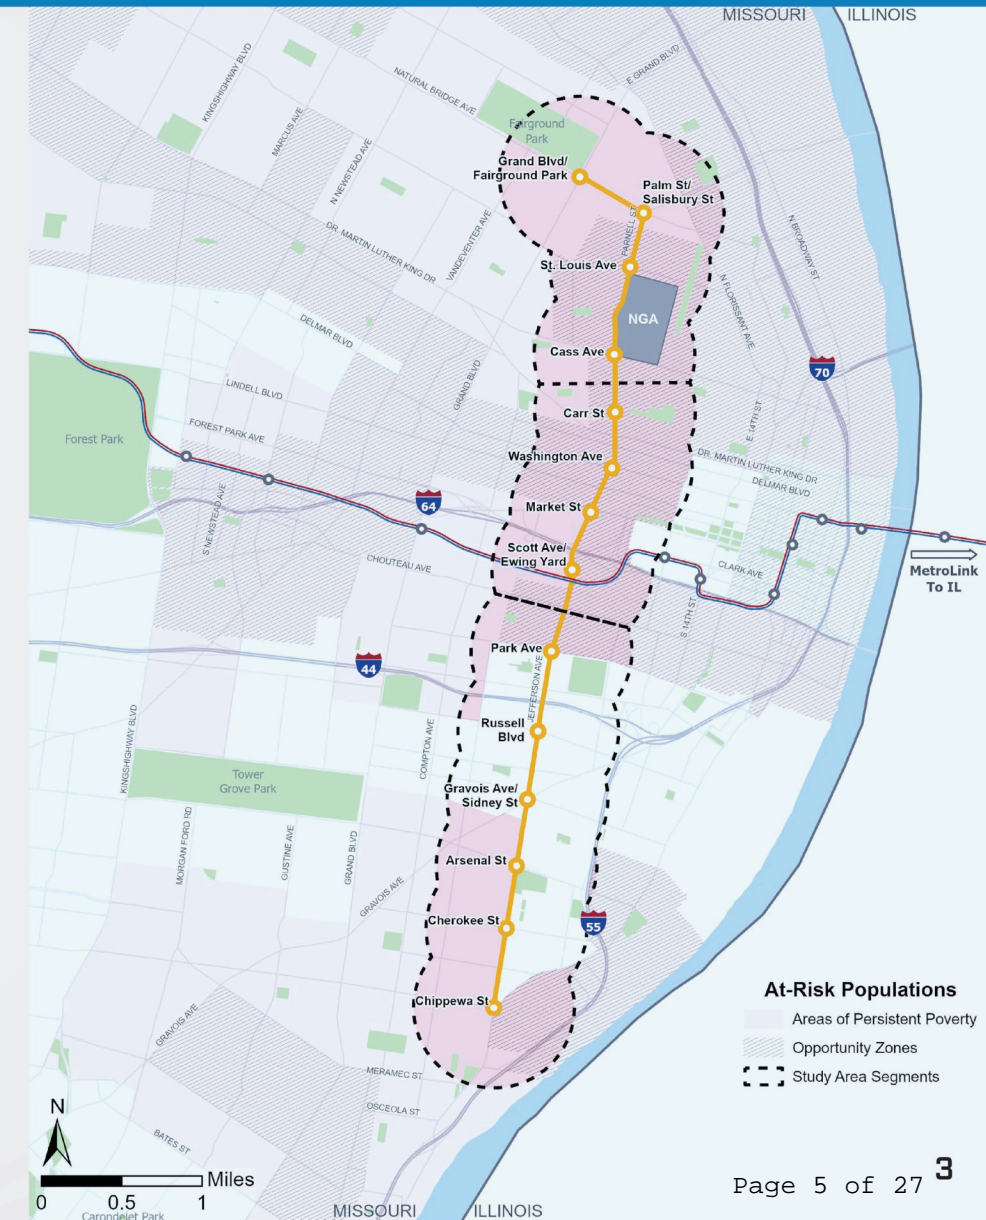 MISSOURI
ILLINOIS
KINGSHIGHWAY BLVD
E GRAND BLVD
NATURAL BRIDGE AVE
MARCUS AVE
Fairground
Park
N NEWSTEAD AVE
Grand Blvd/
Fairground Park
Palm St/
Salisbury St
PARNELL ST
N BROADWAY ST
DR. MARTIN LUTHER KING DR
VANDEVENTER AVE
St. Louis Ave
N FLORISSANT AVE
NGA
DELMAR BLVD
Cass Ave
70
LINDELL BLVD
GRAND BLVD
Carr St
E 14TH ST
FOREST PARK AVE
Forest Park
Washington Ave
DR. MARTIN LUTHER KING DR
DELMAR BLVD
64
Market St
S NEWSTEAD AVE
Scott Ave/
Ewing Yard
CHOUTEAU AVE
CLARK AVE
MetroLink
To IL
S 14TH ST
Park Ave
44
JEFFERSON AVE
Russell
Blvd
KINGSHIGHWAY BLVD
COMPTON AVE
Tower
Grove Park
Gravois Ave/
Sidney St
MORGAN FORD RD
GUSTINE AVE
GRAND BLVD
Arsenal St
GRAVOIS AVE
Cherokee St
55
Chippewa St
GRAVOIS AVE
At-Risk Populations
Areas of Persistent Poverty
Opportunity Zones
Study Area Segments
MERAMEC ST
OSCEOLA ST
N
BATES ST
Miles
0 0.5 1
Carondelet Park
MISSOURI
ILLINOIS
Page 5 of 27
3